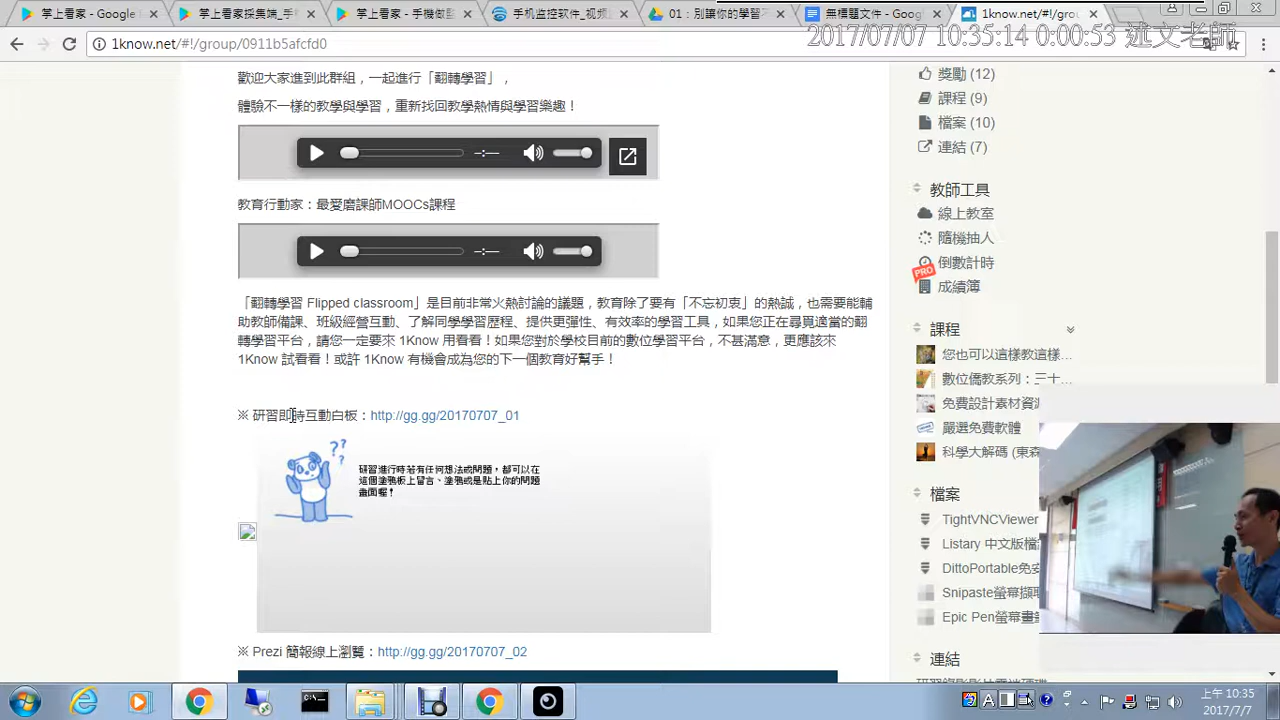 掌上看家 - Google
掌上看家採
掌上看家 - 手機做監
手机监控软件_视频
01：別讓你的學習
無標題文件 - Goog
1know.net/#!/grou
1know.net/#!/group/0911b5afcfd0
2017/07/07 10:35:14 0:00:53 述文老師
歡迎大家進到此群組，一起進行「翻轉學習」，
體驗不一樣的教學與學習，重新找回教學熱情與學習樂趣！
教育行動家：最愛磨課師MOOCs課程
「翻轉學習 Flipped classroom」是目前非常火熱討論的議題，教育除了要有「不忘初衷」的熱誠，也需要能輔
助教師備課、班級經營互動、了解同學學習歷程、提供更彈性、有效率的學習工具，如果您正在尋覓適當的翻
轉學習平台，請您一定要來 1Know 用看看！如果您對於學校目前的數位學習平台，不甚滿意，更應該來
1Know 試看看！或許 1Know 有機會成為您的下一個教育好幫手！
※ 研習即時互動白板：http://gg.gg/20170707_01
??
??
研習進行時若有任何想法或問題，都可以在
這個塗鴉板上留言、塗鴉或是貼上你的問題
畫面喔！
※ Prezi 簡報線上瀏覽：http://gg.gg/20170707_02
獎勵 (12)
課程 (9)
檔案 (10)
連結 (7)
教師工具
線上教室
隨機抽人
倒數計時
PRO
成績簿
課程
您也可以這樣教這樣…
數位僑教系列：三十…
免費設計素材資源
嚴選免費軟體
科學大解碼 (東森
檔案
TightVNCViewer
Listary 中文版檔
DittoPortable免安
Snipaste螢幕擷
Epic Pen螢幕畫
連結
上午 10:35
2017/7/7